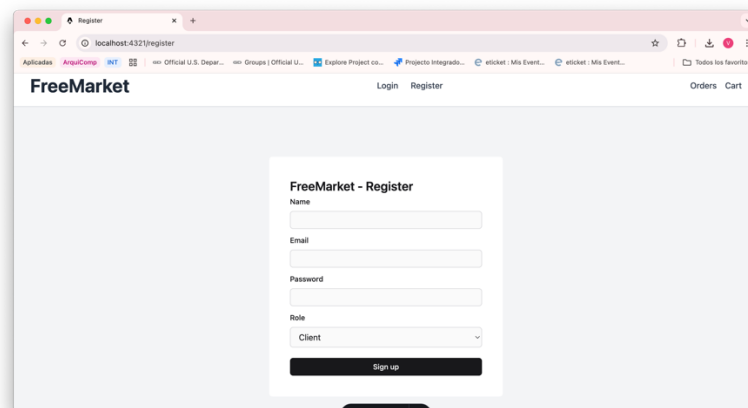 Register
localhost:4321/register
Aplicadas ArquiComp INT Official U.S. Depar... Groups | Official U... Explore Project co... Projecto Integrado... eticket : Mis Event... eticket : Mis Event... Todos los favorito
FreeMarket Login Register Orders Cart
FreeMarket - Register
Name
Email
Password
Role
Client
Sign up